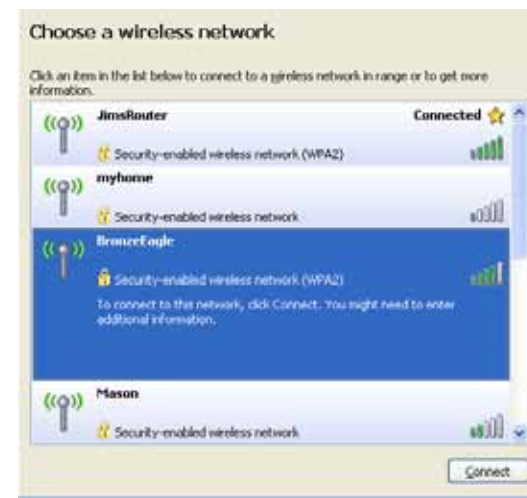 Choose a wireless network
Click an item in the list below to connect to a wireless network in range or to get more
information.
JimsRouter
Connected
Security-enabled wireless network (WPA2)
myhome
Security-enabled wireless network
BronzeEagle
Security-enabled wireless network (WPA2)
To connect to this network, click Connect. You might need to enter
additional information.
Mason
Security-enabled wireless network
Connect